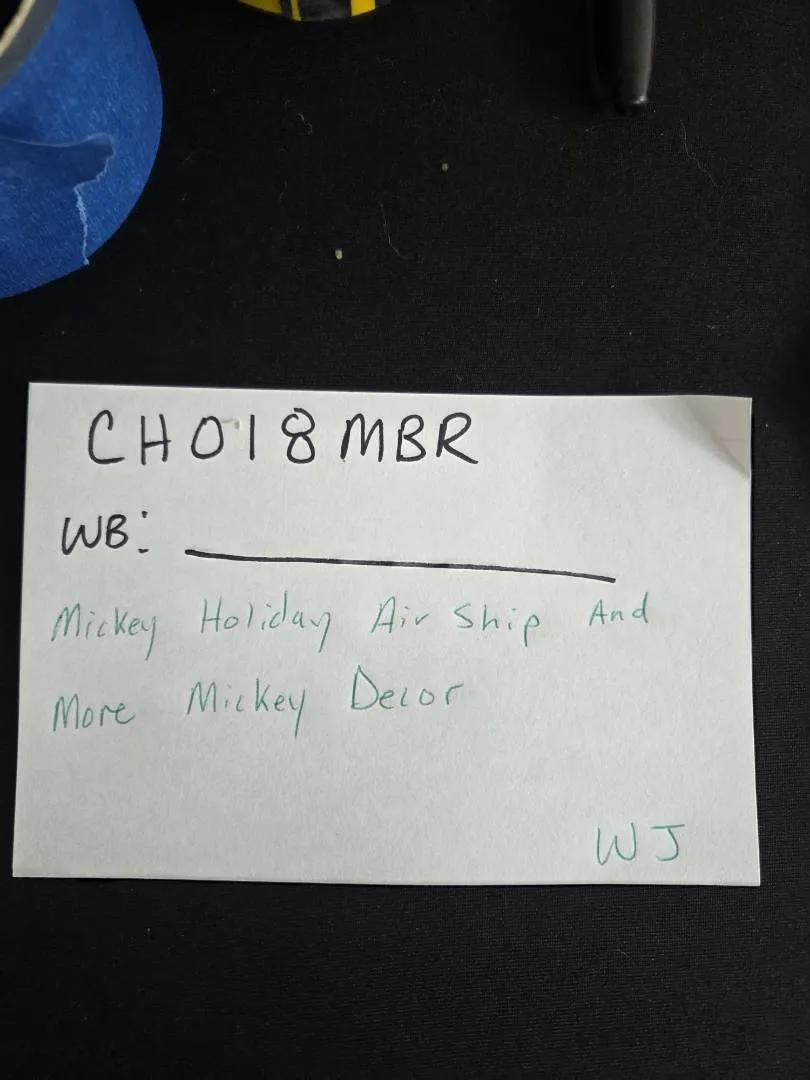 CH018MBR
WB:
Mickey Holiday Air Ship And
More Mickey Decor
WJ